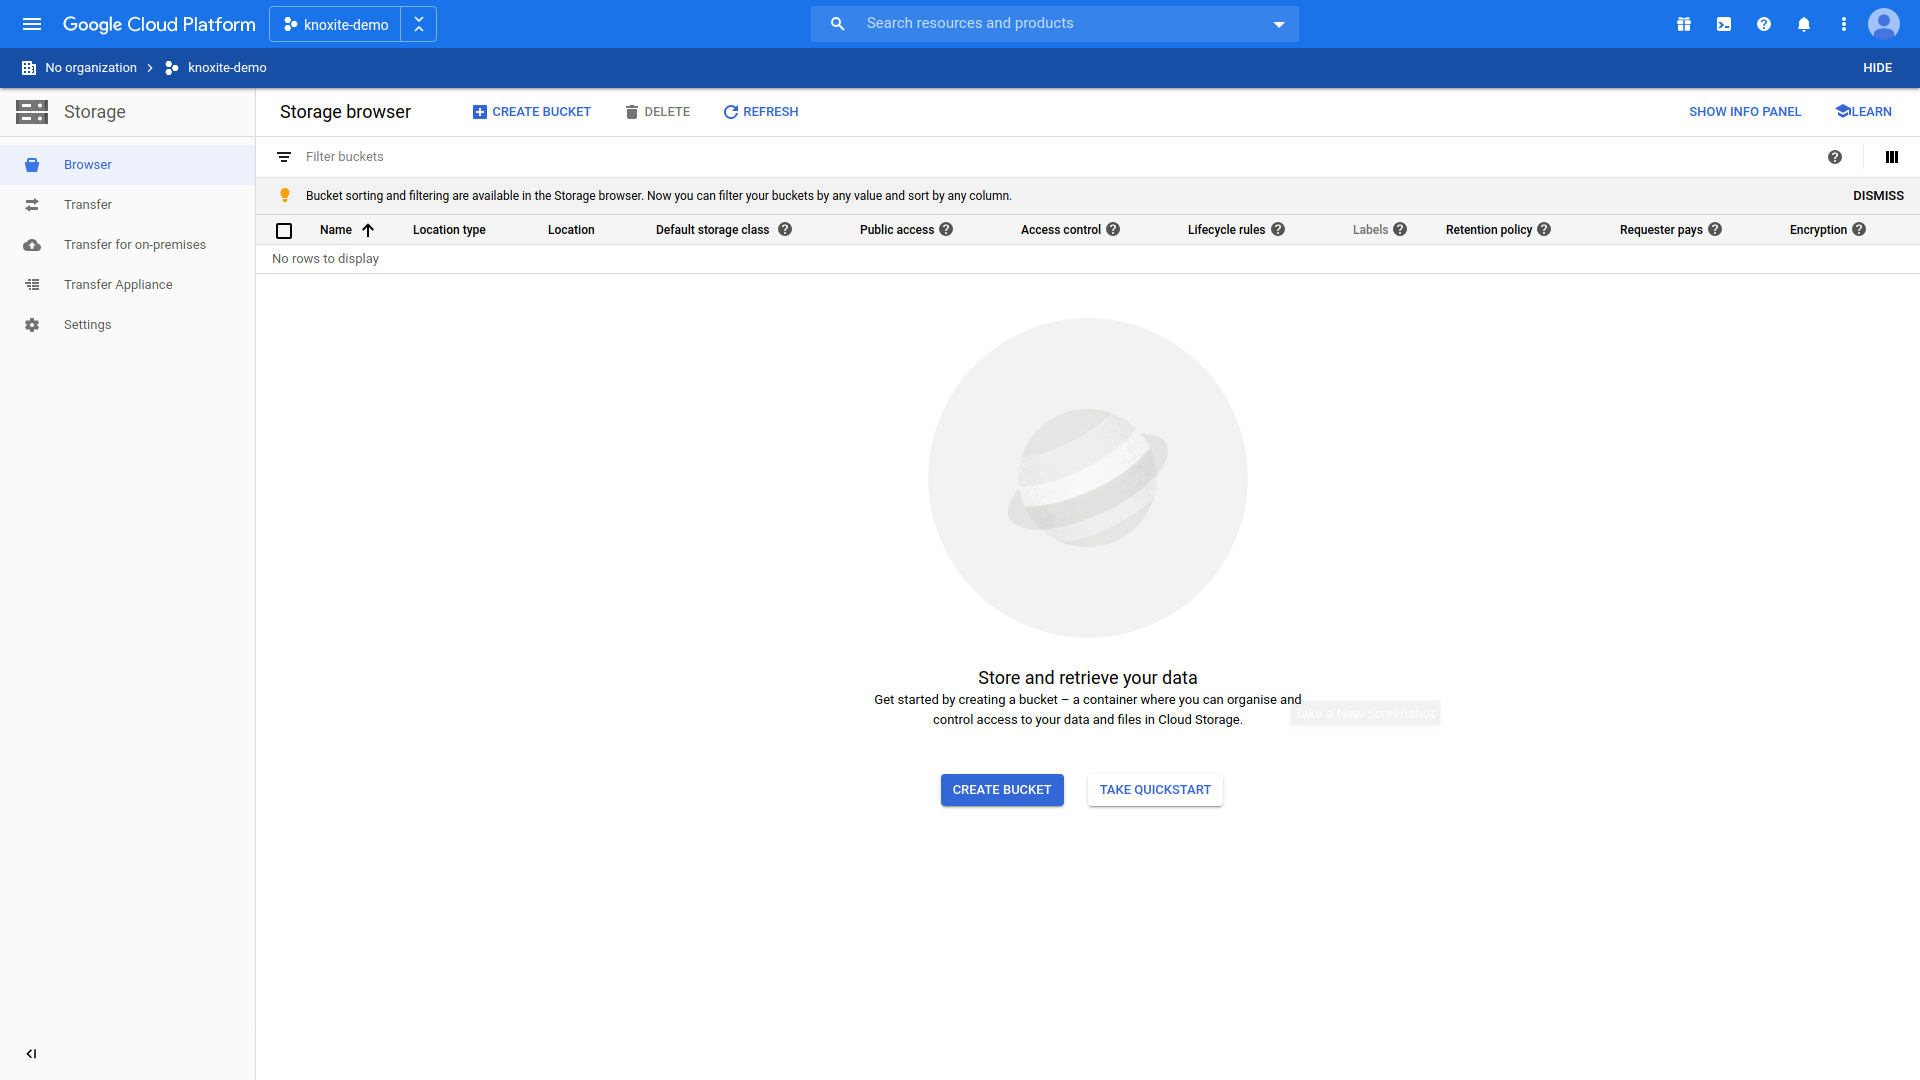 Google Cloud Platform
knoxite-demo
Search resources and products
No organization
knoxite-demo
HIDE
Storage
Storage browser
CREATE BUCKET
DELETE
REFRESH
SHOW INFO PANEL
LEARN
Browser
Transfer
Transfer for on-premises
Transfer Appliance
Settings
Filter buckets
Bucket sorting and filtering are available in the Storage browser. Now you can filter your buckets by any value and sort by any column.
DISMISS
Name
Location type
Location
Default storage class
Public access
Access control
Lifecycle rules
Labels
Retention policy
Requester pays
Encryption
No rows to display
Store and retrieve your data
Get started by creating a bucket – a container where you can organise and
control access to your data and files in Cloud Storage.
Take a New Screenshot
CREATE BUCKET
TAKE QUICKSTART